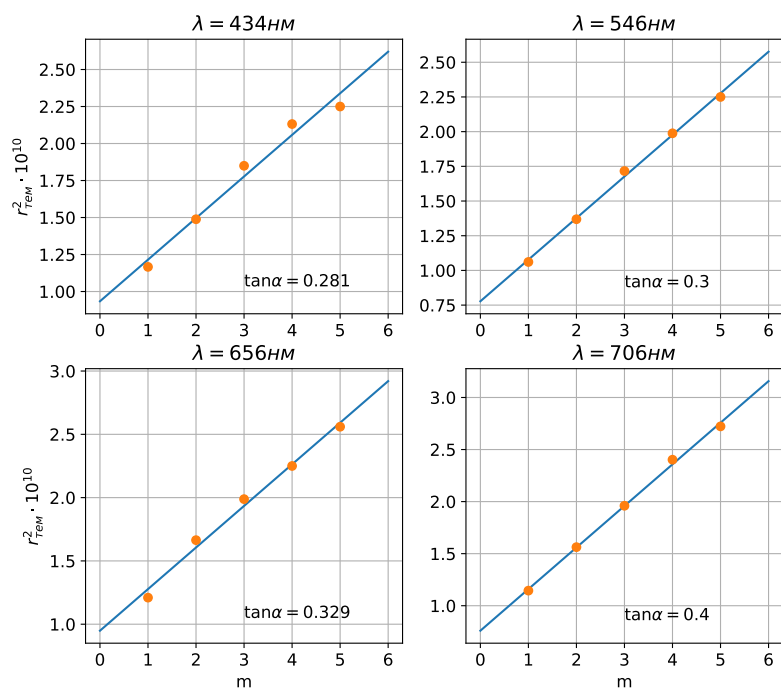 λ = 434нм
λ = 546нм
r²тем · 10¹⁰
2.50
2.25
2.00
1.75
1.50
1.25
1.00
tanα = 0.281
0 1 2 3 4 5 6
2.50
2.25
2.00
1.75
1.50
1.25
1.00
0.75
tanα = 0.3
0 1 2 3 4 5 6
λ = 656нм
λ = 706нм
r²тем · 10¹⁰
3.0
2.5
2.0
1.5
1.0
tanα = 0.329
0 1 2 3 4 5 6
m
3.0
2.5
2.0
1.5
1.0
tanα = 0.4
0 1 2 3 4 5 6
m